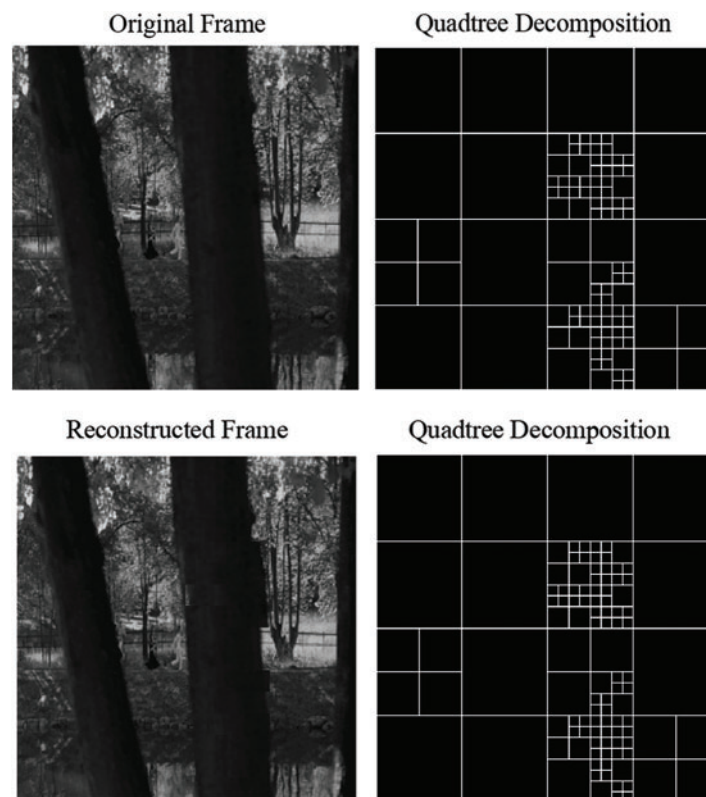 Original Frame
Quadtree Decomposition
Reconstructed Frame
Quadtree Decomposition